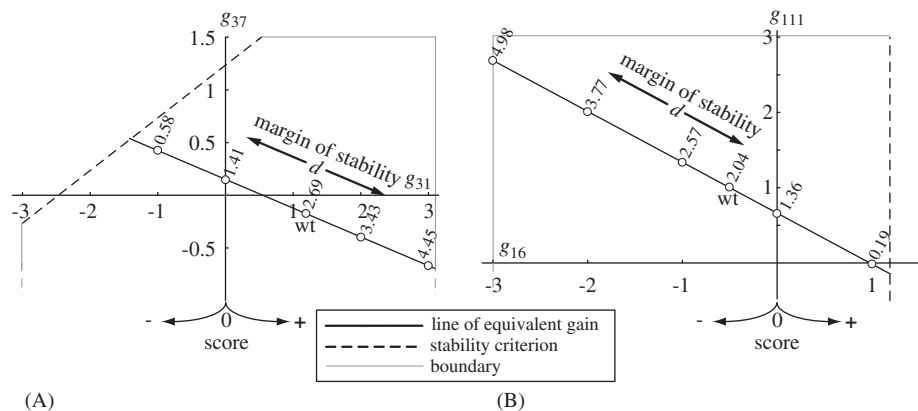 g37
1.5
1
0.5
-0.5
-3
-2
-1
1
2
3
g31
0.58
1.41
2.69
3.43
4.45
wt
margin of stability
d
- 0 +
score
(A)
g111
3
2
1
g16
-3
-2
-1
1
4.98
3.77
2.57
2.04
1.36
0.19
wt
margin of stability
d
- 0 +
score
(B)
line of equivalent gain
stability criterion
boundary